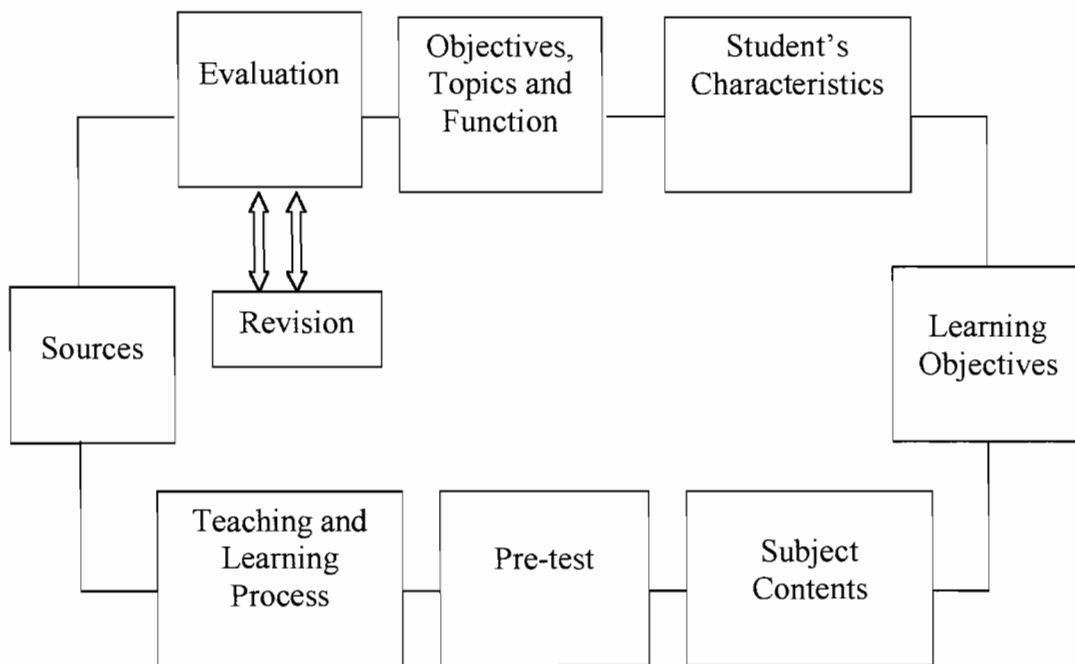 Evaluation
Objectives,
Topics and
Function
Student's
Characteristics
Revision
Sources
Learning
Objectives
Teaching and
Learning
Process
Pre-test
Subject
Contents